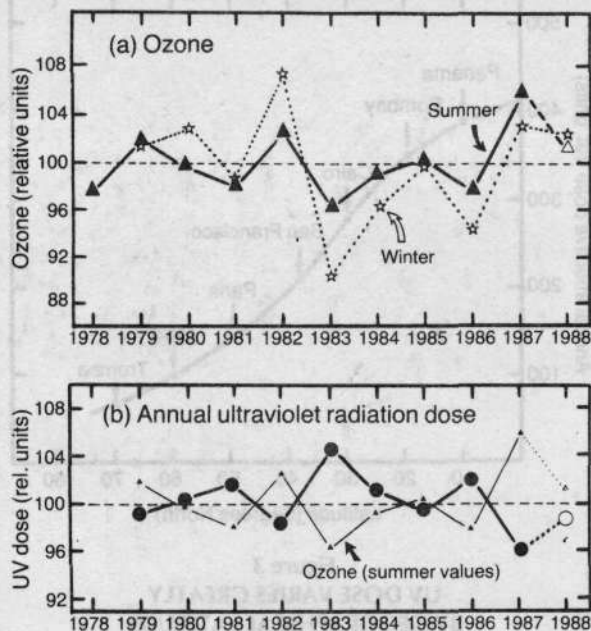 (a) Ozone
Ozone (relative units)
108
104
100
96
92
88
Summer
Winter
1978 1979 1980 1981 1982 1983 1984 1985 1986 1987 1988
(b) Annual ultraviolet radiation dose
UV dose (rel. units)
108
104
100
96
92
Ozone (summer values)
1978 1979 1980 1981 1982 1983 1984 1985 1986 1987 1988